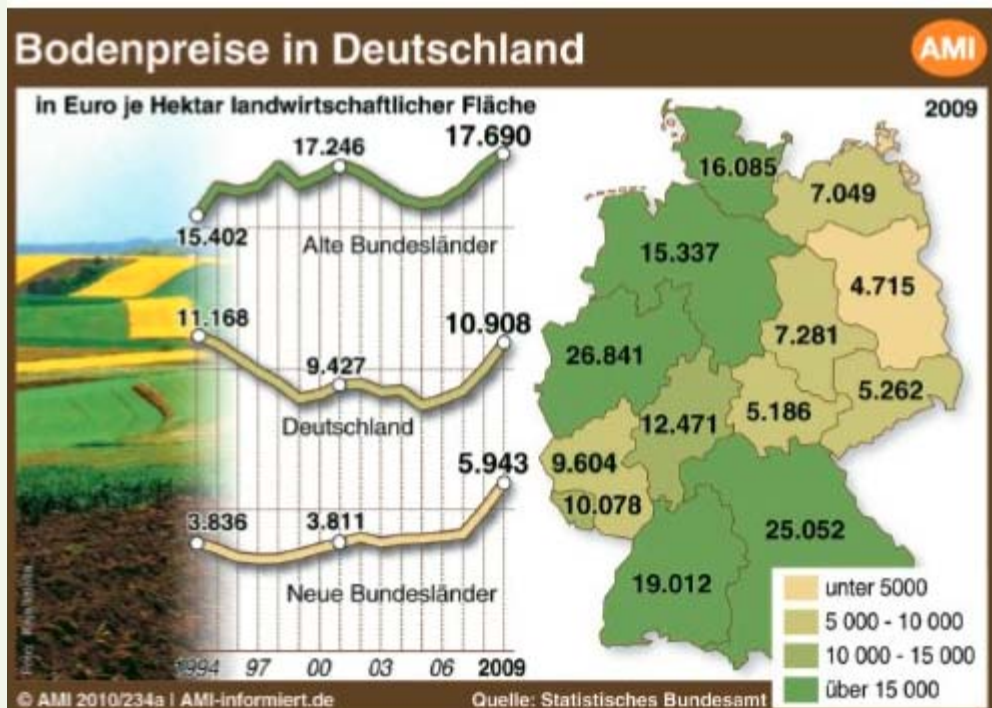 Bodenpreise in Deutschland
AMI
in Euro je Hektar landwirtschaftlicher Fläche
2009
17.246
17.690
15.402
Alte Bundesländer
11.168
9.427
10.908
Deutschland
3.836
3.811
5.943
Neue Bundesländer
1994 97 00 03 06 2009
16.085
7.049
15.337
4.715
26.841
7.281
5.262
12.471
5.186
9.604
10.078
25.052
19.012
unter 5000
5 000 - 10 000
10 000 - 15 000
über 15 000
© AMI 2010/234a | AMI-informiert.de
Quelle: Statistisches Bundesamt